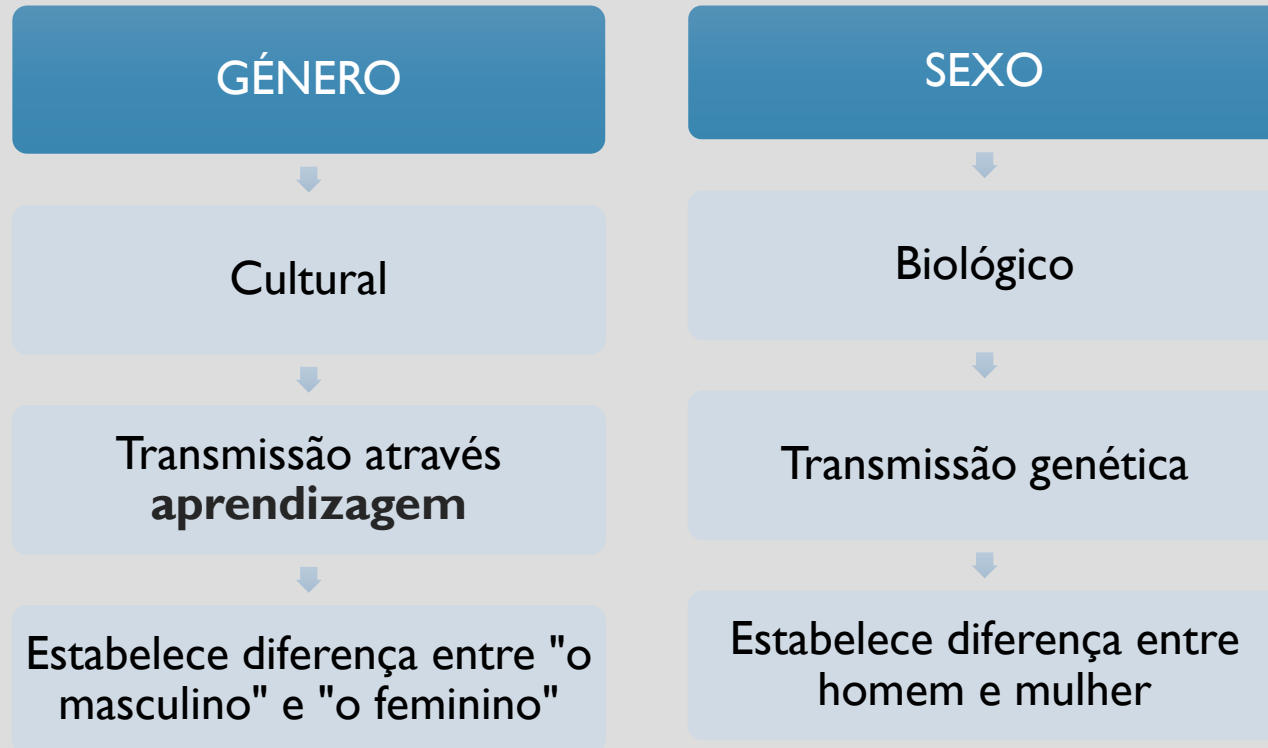 GÉNERO
Cultural
Transmissão através
aprendizagem
Estabelece diferença entre "o
masculino" e "o feminino"
SEXO
Biológico
Transmissão genética
Estabelece diferença entre
homem e mulher